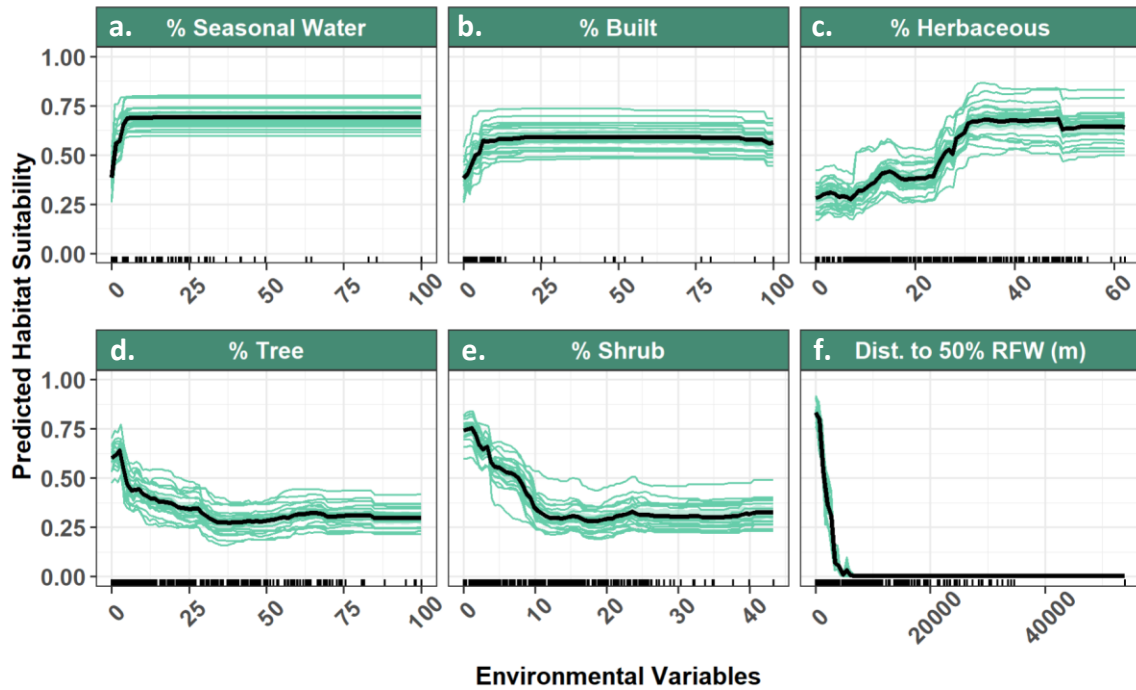 a. % Seasonal Water
b. % Built
c. % Herbaceous
1.00
0.75
0.50
0.25
0.00
0 25 50 75 100
0 25 50 75 100
0 20 40 60
d. % Tree
e. % Shrub
f. Dist. to 50% RFW (m)
1.00
0.75
0.50
0.25
0.00
0 25 50 75 100
0 10 20 30 40
0 20000 40000
Predicted Habitat Suitability
Environmental Variables